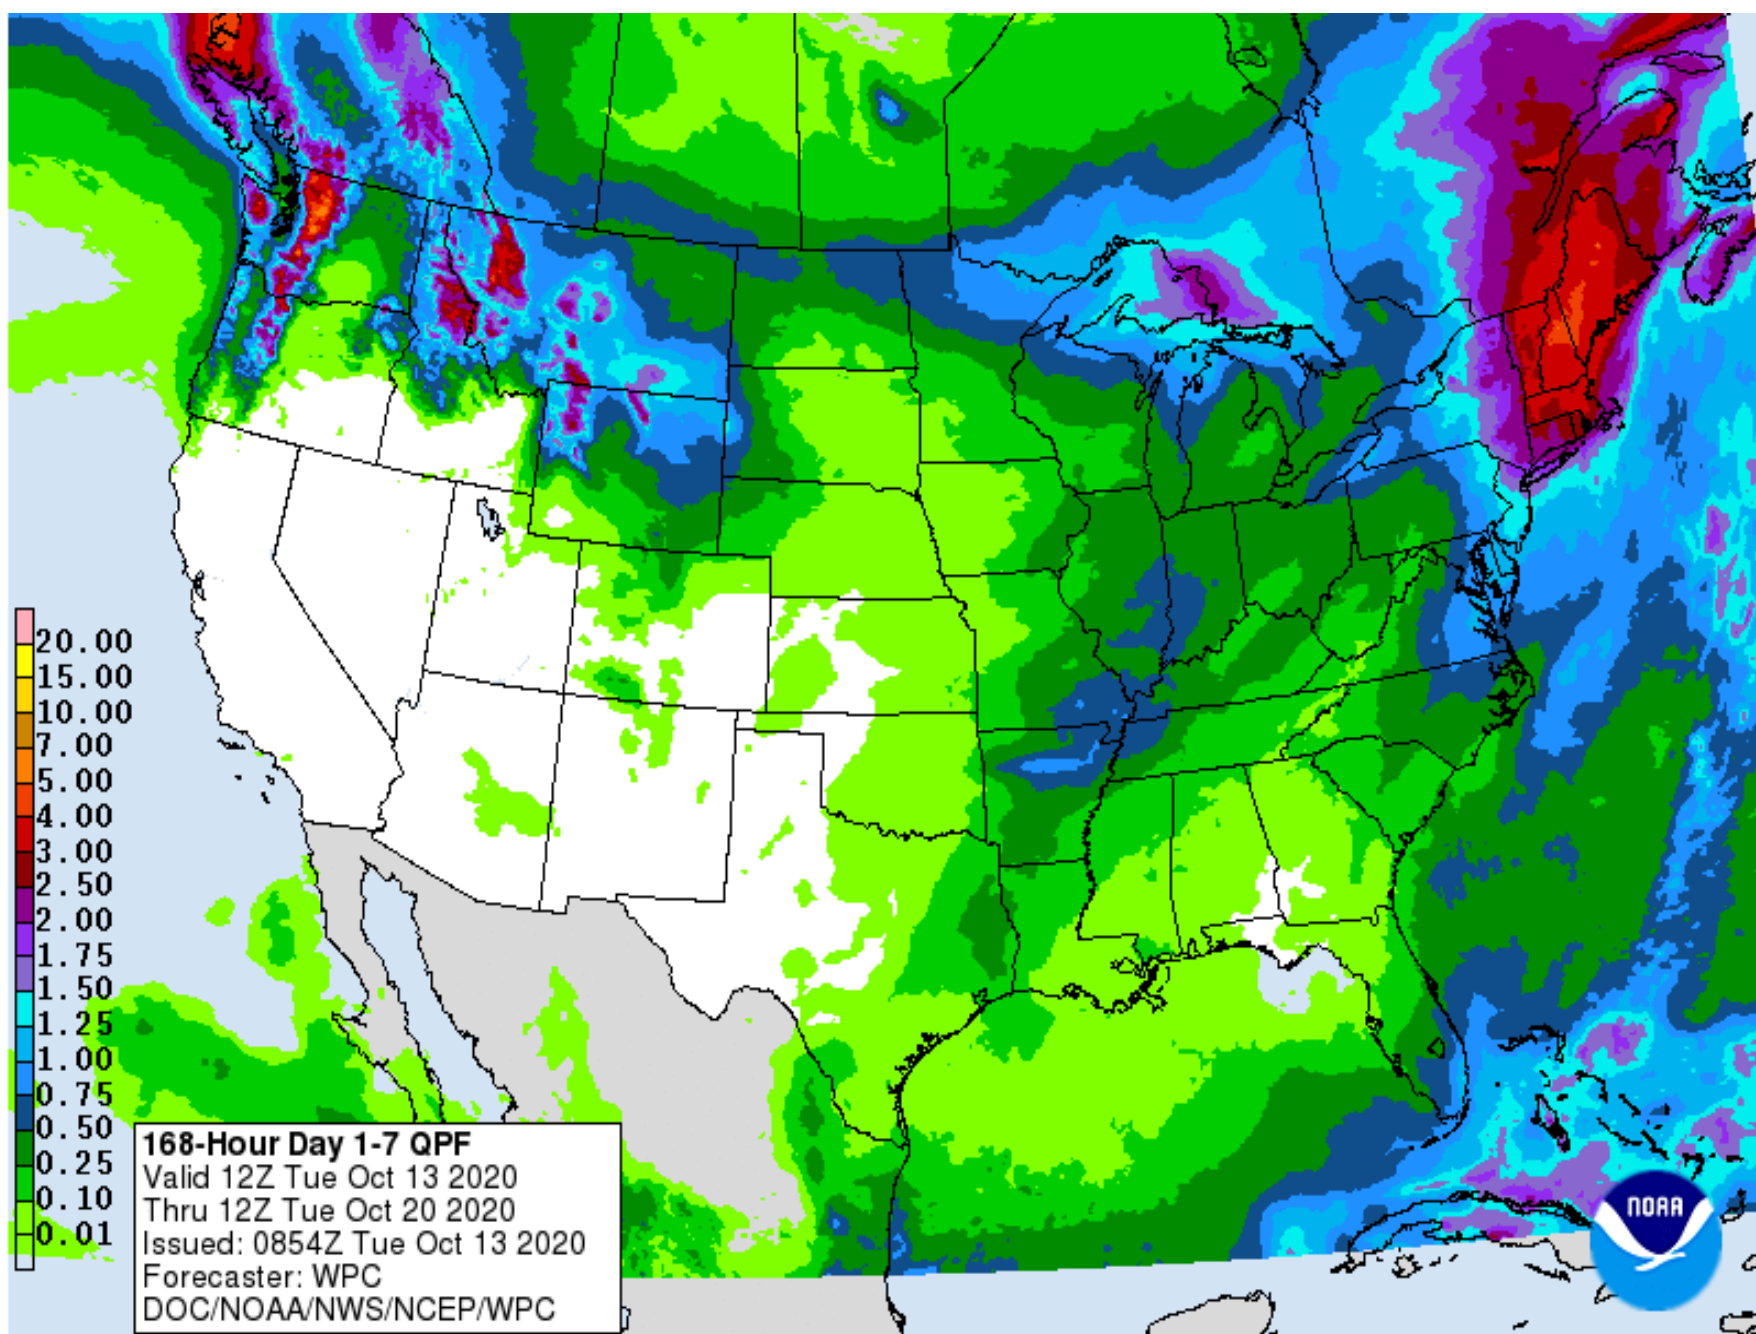 20.00
15.00
10.00
7.00
5.00
4.00
3.00
2.50
2.00
1.75
1.50
1.25
1.00
0.75
0.50
0.25
0.10
0.01
168-Hour Day 1-7 QPF
Valid 12Z Tue Oct 13 2020
Thru 12Z Tue Oct 20 2020
Issued: 0854Z Tue Oct 13 2020
Forecaster: WPC
DOC/NOAA/NWS/NCEP/WPC
NOAA